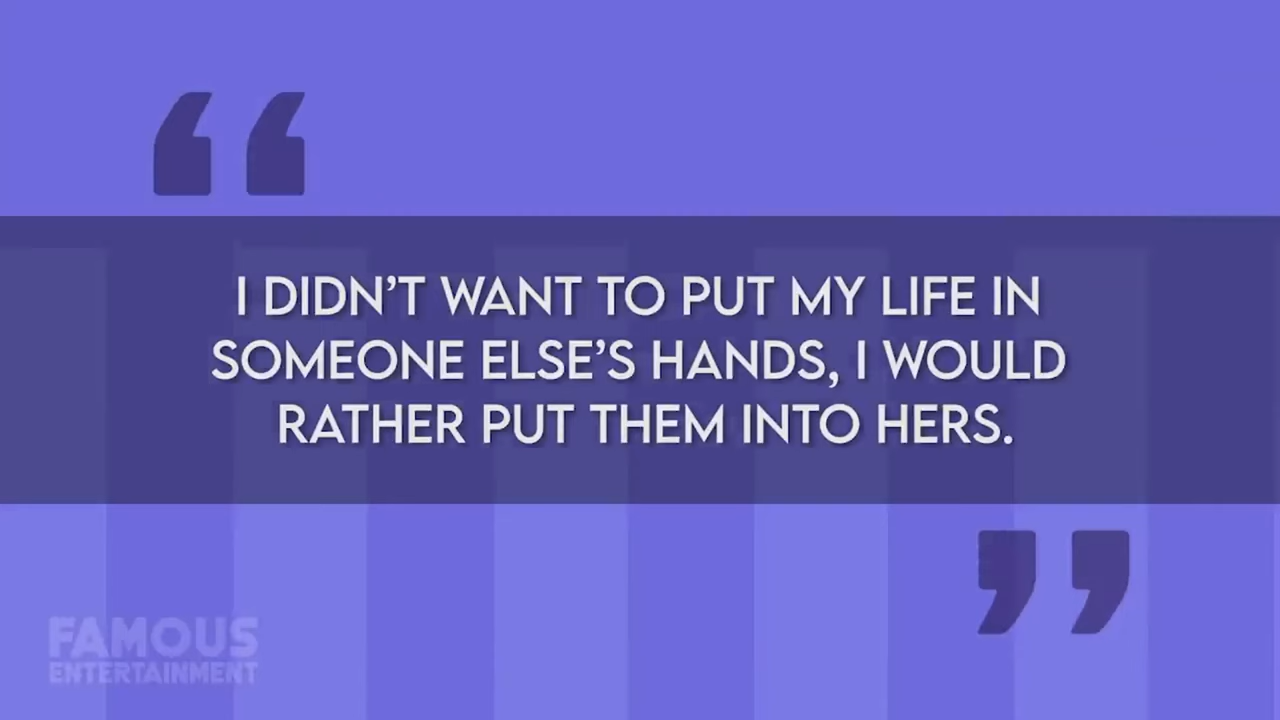 I DIDN'T WANT TO PUT MY LIFE IN
SOMEONE ELSE'S HANDS, I WOULD
RATHER PUT THEM INTO HERS.
FAMOUS
ENTERTAINMENT